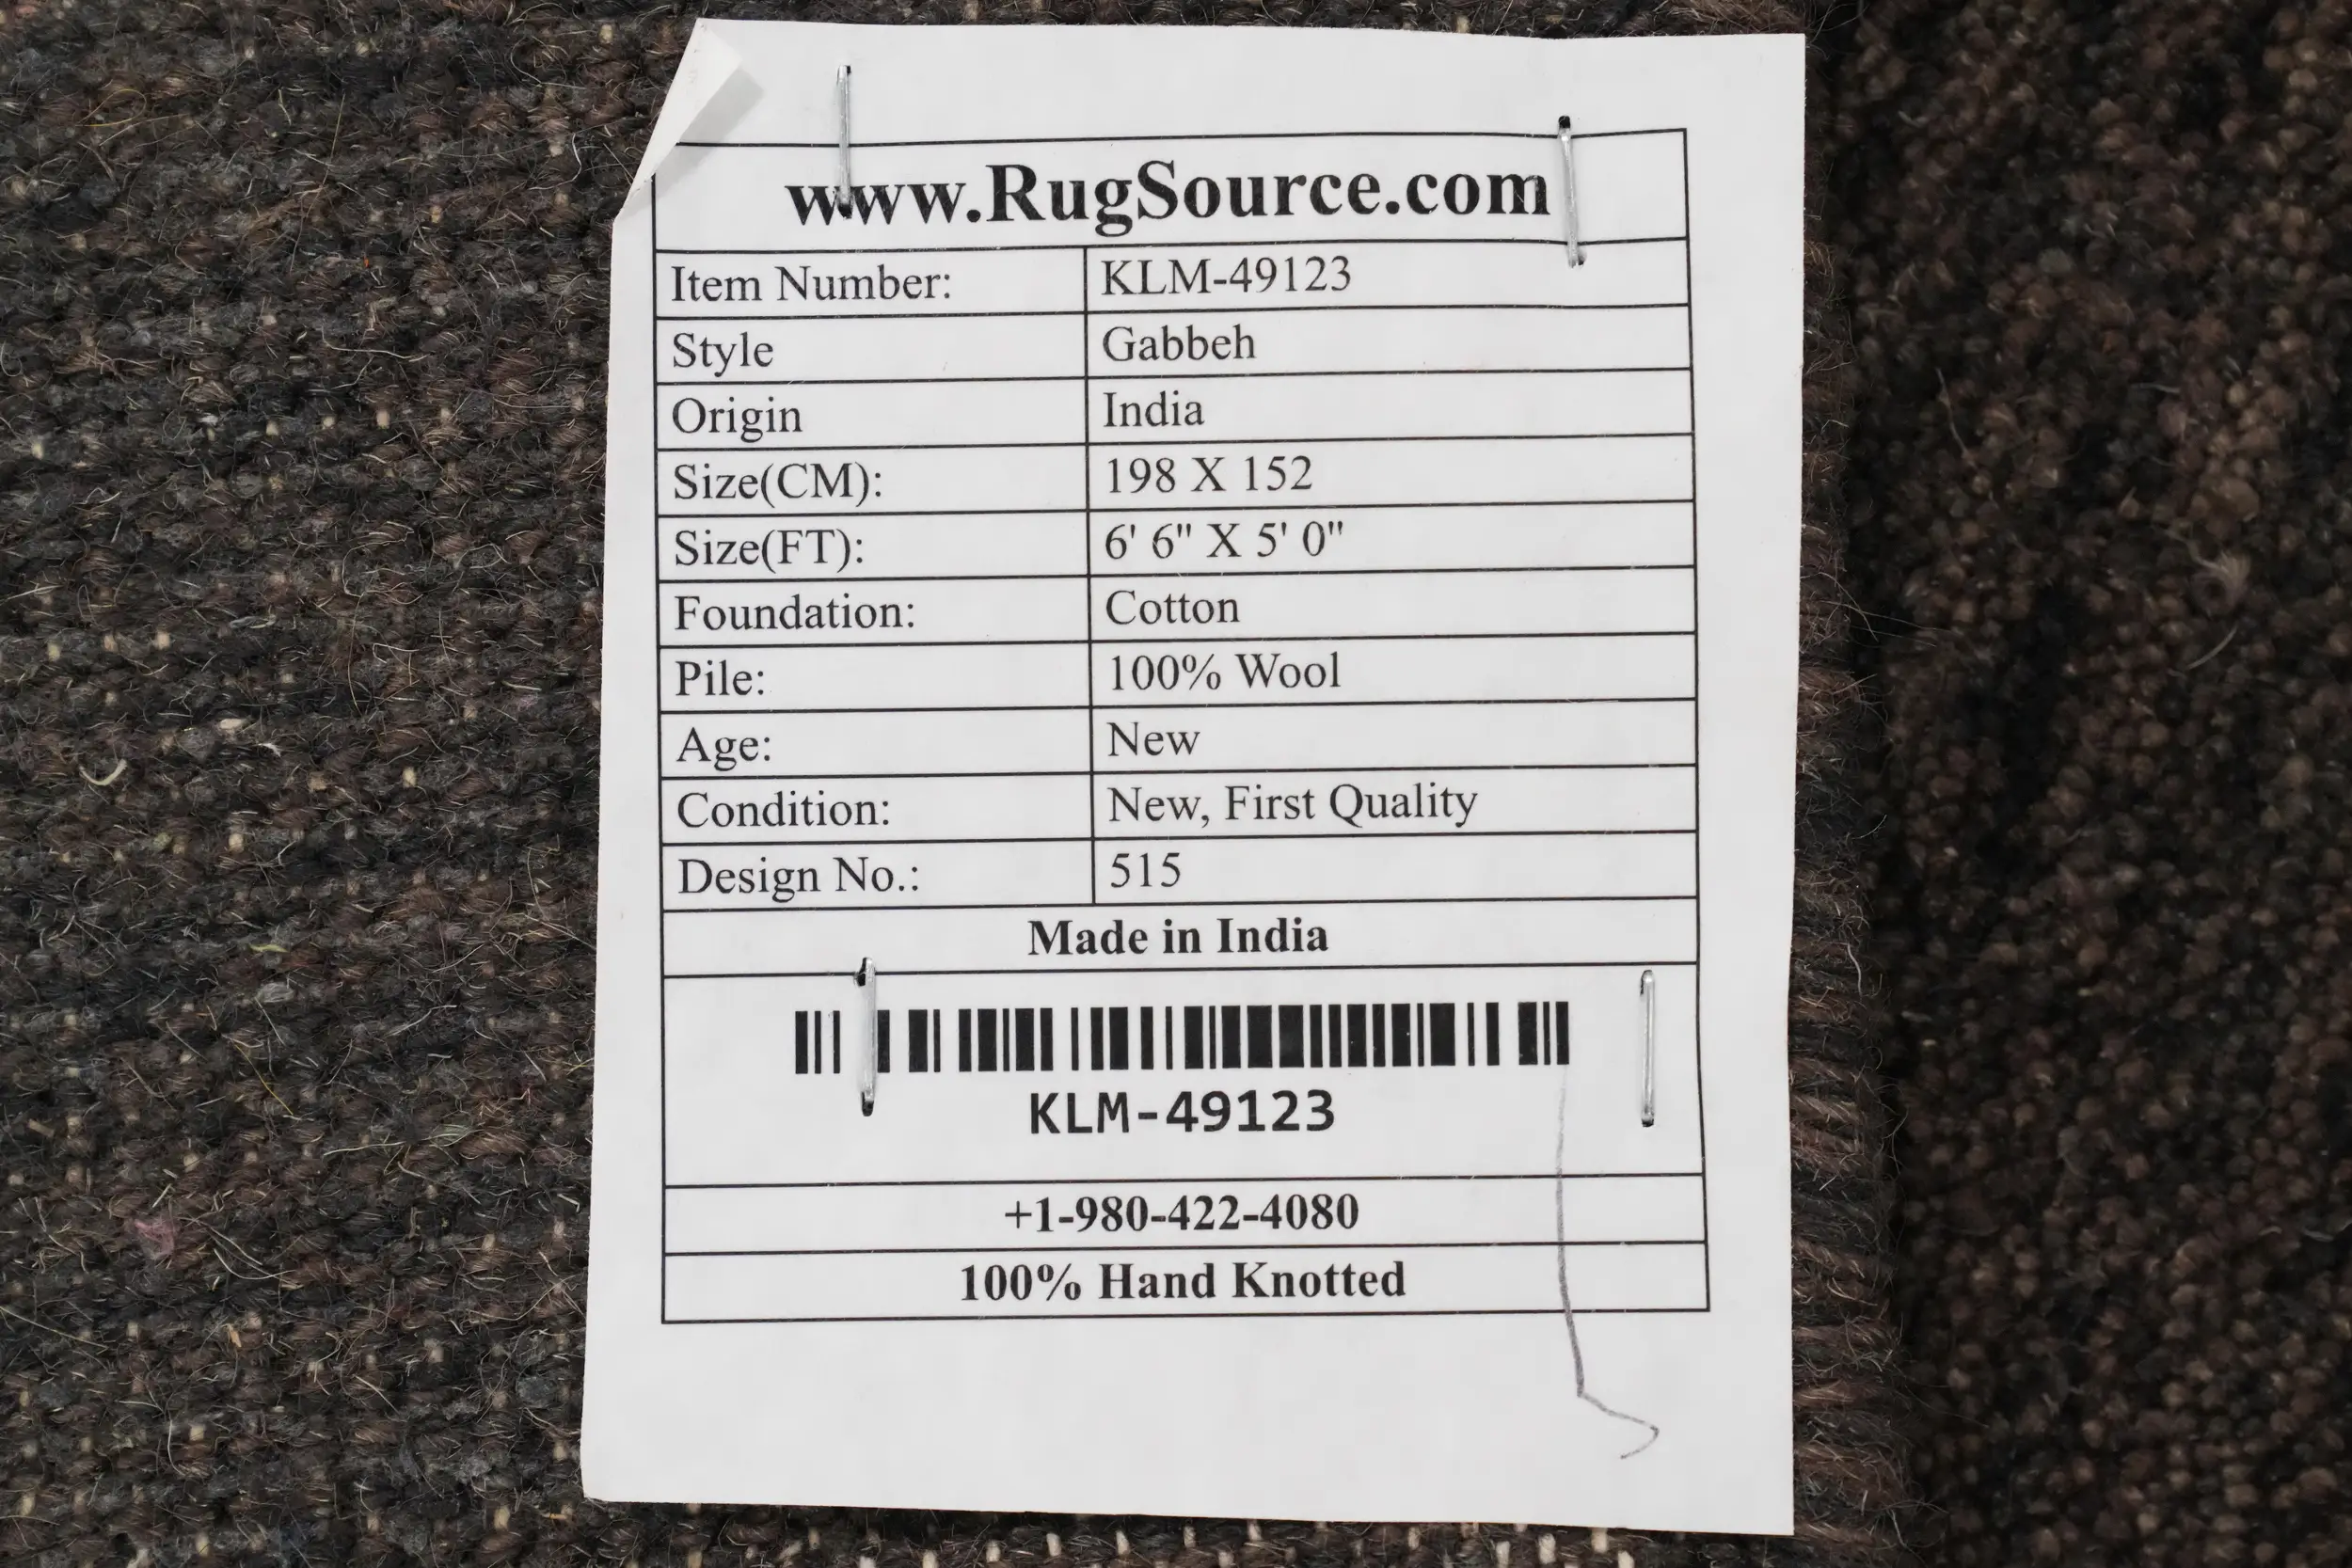 www.RugSource.com
Item Number: KLM-49123
Style Gabbeh
Origin India
Size(CM): 198 X 152
Size(FT): 6' 6" X 5' 0"
Foundation: Cotton
Pile: 100% Wool
Age: New
Condition: New, First Quality
Design No.: 515
Made in India
KLM-49123
+1-980-422-4080
100% Hand Knotted